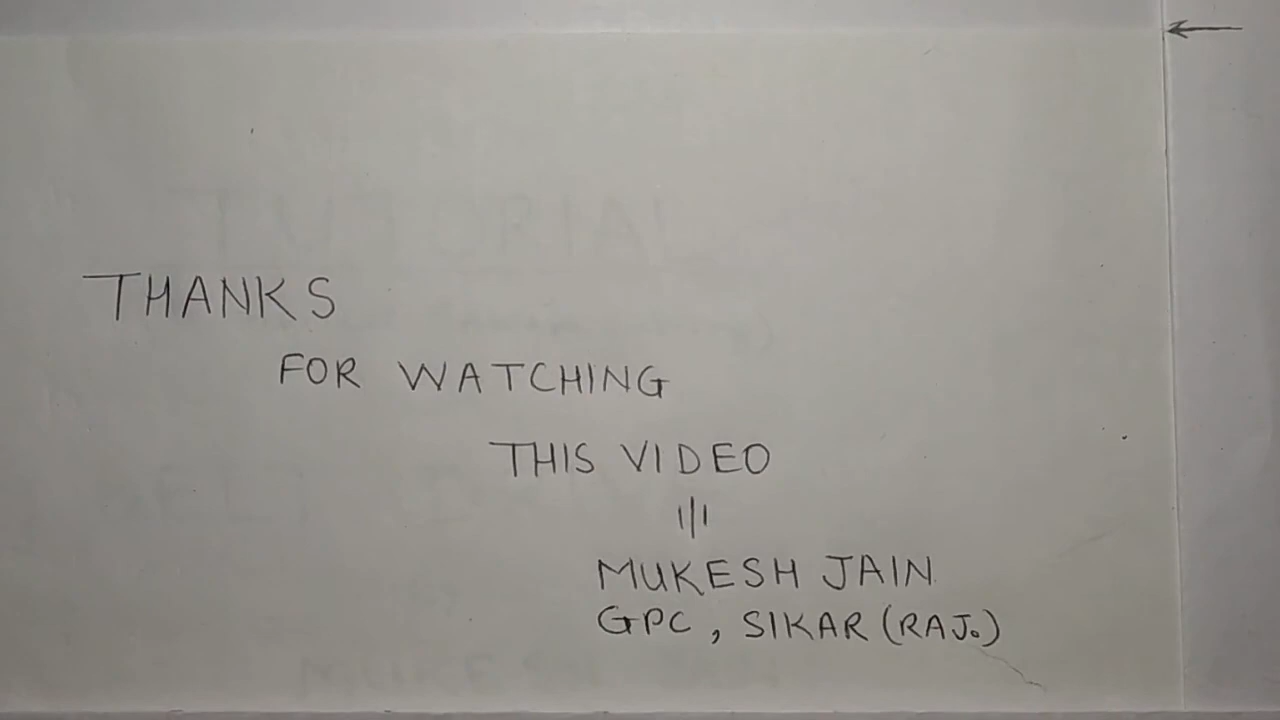 THANKS
FOR WATCHING
THIS VIDEO
MUKESH JAIN
GPC, SIKAR (RAJ.)